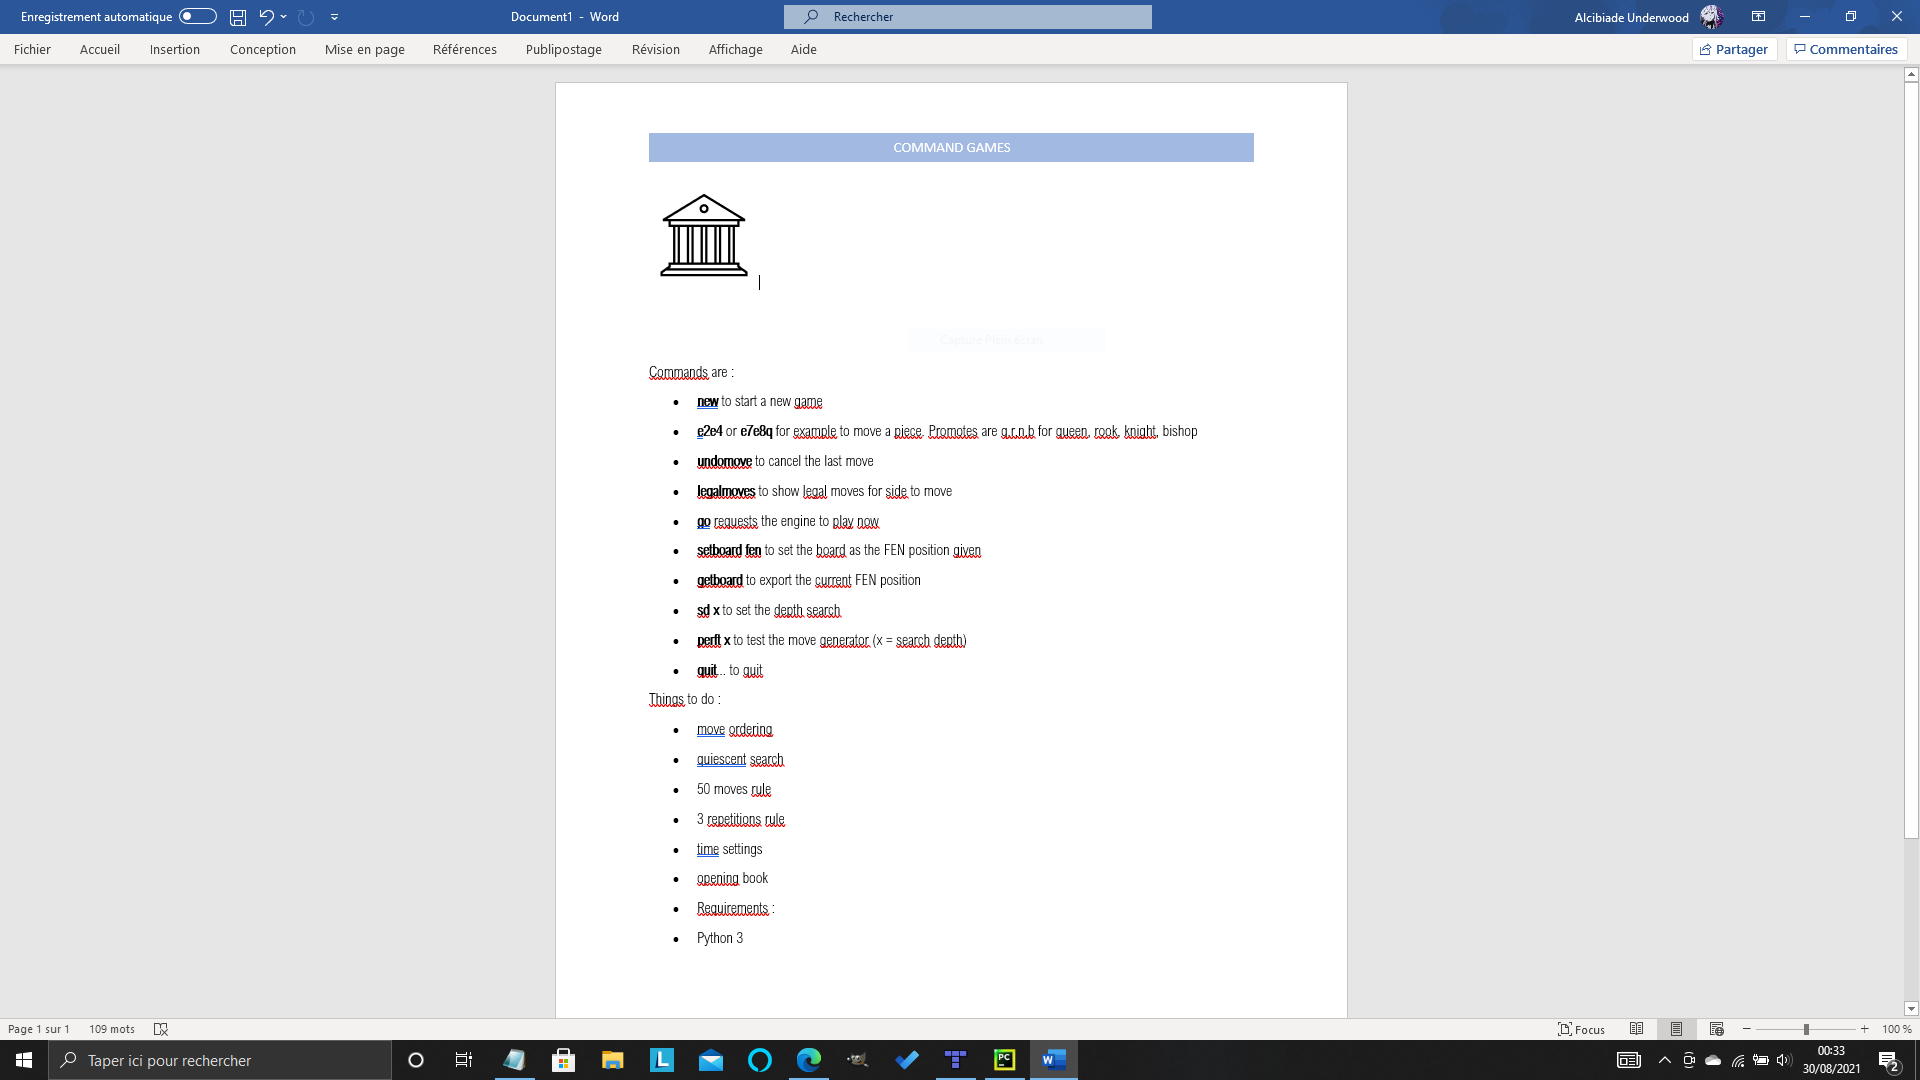 Enregistrement automatique
Document1 - Word
Rechercher
Alcibiade Underwood
Fichier Accueil Insertion Conception Mise en page Références Publipostage Révision Affichage Aide
Partager Commentaires
COMMAND GAMES
Capture Plein écran
Commands are :
• new to start a new game
• e2e4 or e7e8q for example to move a piece. Promotes are q,r,n,b for queen, rook, knight, bishop
• undomove to cancel the last move
• legalmoves to show legal moves for side to move
• go requests the engine to play now
• setboard fen to set the board as the FEN position given
• getboard to export the current FEN position
• sd x to set the depth search
• perft x to test the move generator (x = search depth)
• quit... to quit
Things to do :
• move ordering
• quiescent search
• 50 moves rule
• 3 repetitions rule
• time settings
• opening book
• Requirements :
• Python 3
Page 1 sur 1 109 mots
Focus
100 %
Taper ici pour rechercher
L
PC
W
00:33
30/08/2021
2